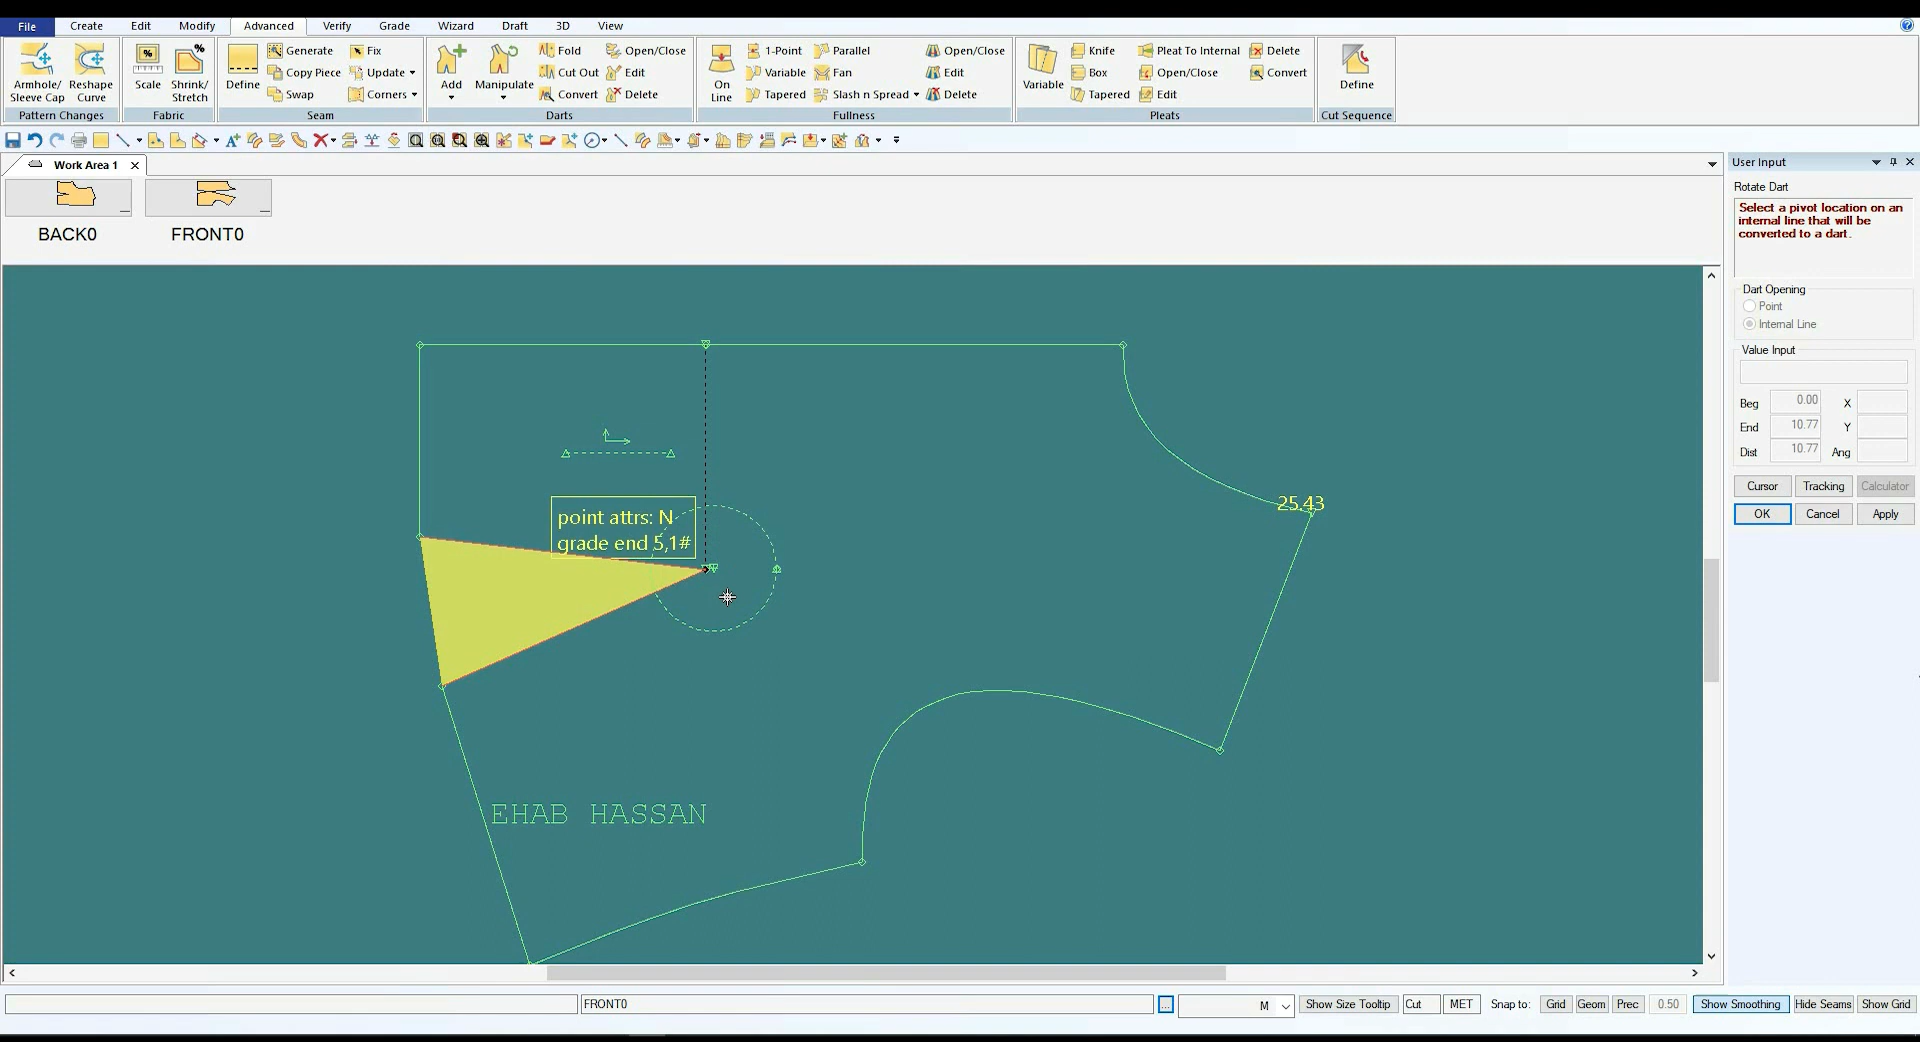 File Create Edit Modify Advanced Verify Grade Wizard Draft 3D View
Armhole/ Sleeve Cap
Reshape Curve
Pattern Changes
Scale
Shrink/ Stretch
Fabric
Define
Generate
Copy Piece
Swap
Fix
Update
Corners
Seam
Add
Manipulate
Fold
Cut Out
Convert
Open/Close
Edit
Delete
Darts
On Line
1-Point
Variable
Tapered
Parallel
Fan
Slash n Spread
Open/Close
Edit
Delete
Fullness
Variable
Knife
Box
Tapered
Pleat To Internal
Open/Close
Edit
Delete
Convert
Pleats
Define
Cut Sequence
Work Area 1
BACK0
FRONT0
point attrs: N
grade end 5,1#
25.43
EHAB HASSAN
User Input
Rotate Dart
Select a pivot location on an
internal line that will be
converted to a dart.
Dart Opening
Point
Internal Line
Value Input
Beg 0.00 X
End 10.77 Y
Dist 10.77 Ang
Cursor Tracking Calculator
OK Cancel Apply
FRONT0 ... M Show Size Tooltip Cut MET Snap to: Grid Geom Prec 0.50 Show Smoothing Hide Seams Show Grid